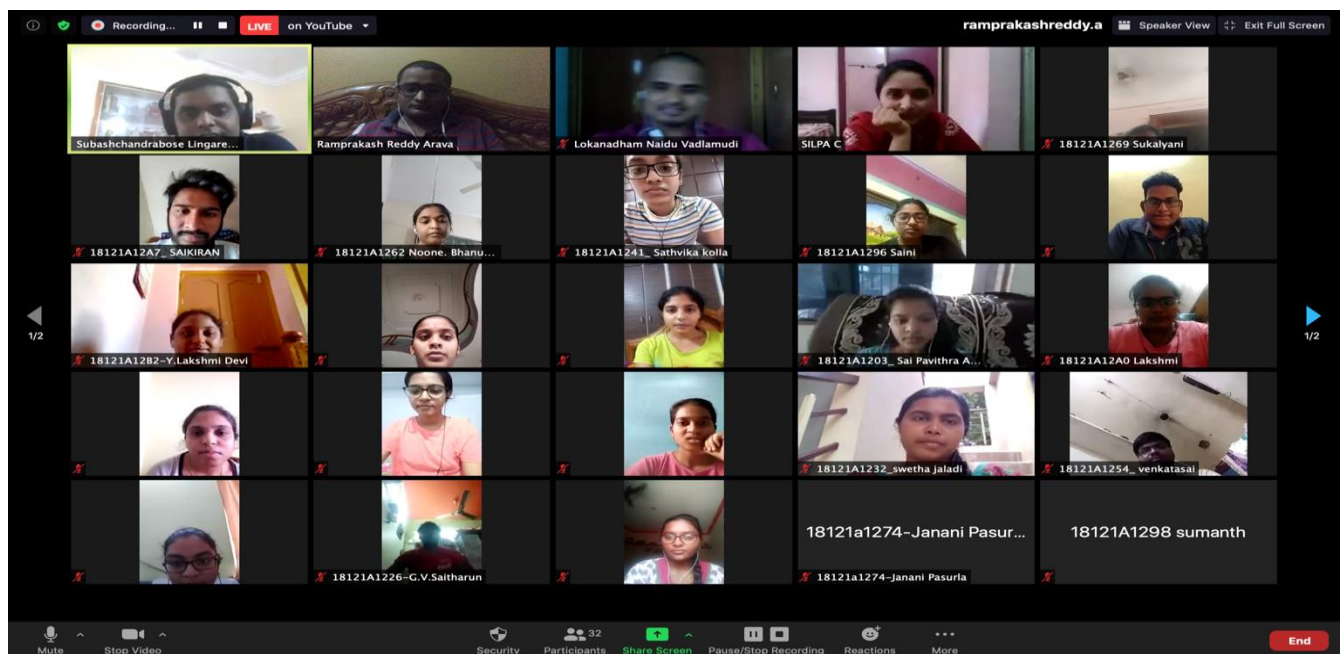 Recording...
LIVE on YouTube
ramprakashreddy.a
Speaker View
Exit Full Screen
Subashchandrabose Lingare...
Ramprakash Reddy Arava
Lokanadham Naidu Vadlamudi
SILPA C
18121A1269 Sukalyani
18121A12A7_ SAIKIRAN
18121A1262 Noone. Bhanu...
18121A1241_ Sathvika kolla
18121A1296 Saini
1/2
1/2
18121A1282-Y.Lakshmi Devi
18121A1203_ Sai Pavithra A...
18121A12A0 Lakshmi
18121A1232_swetha jaladi
18121A1254_ venkatasai
18121A1226-G.V.Saitharun
18121a1274-Janani Pasur...
18121a1274-Janani Pasurla
18121A1298 sumanth
Mute
Stop Video
Security
32
Participants
Share Screen
Pause/Stop Recording
Reactions
More
End